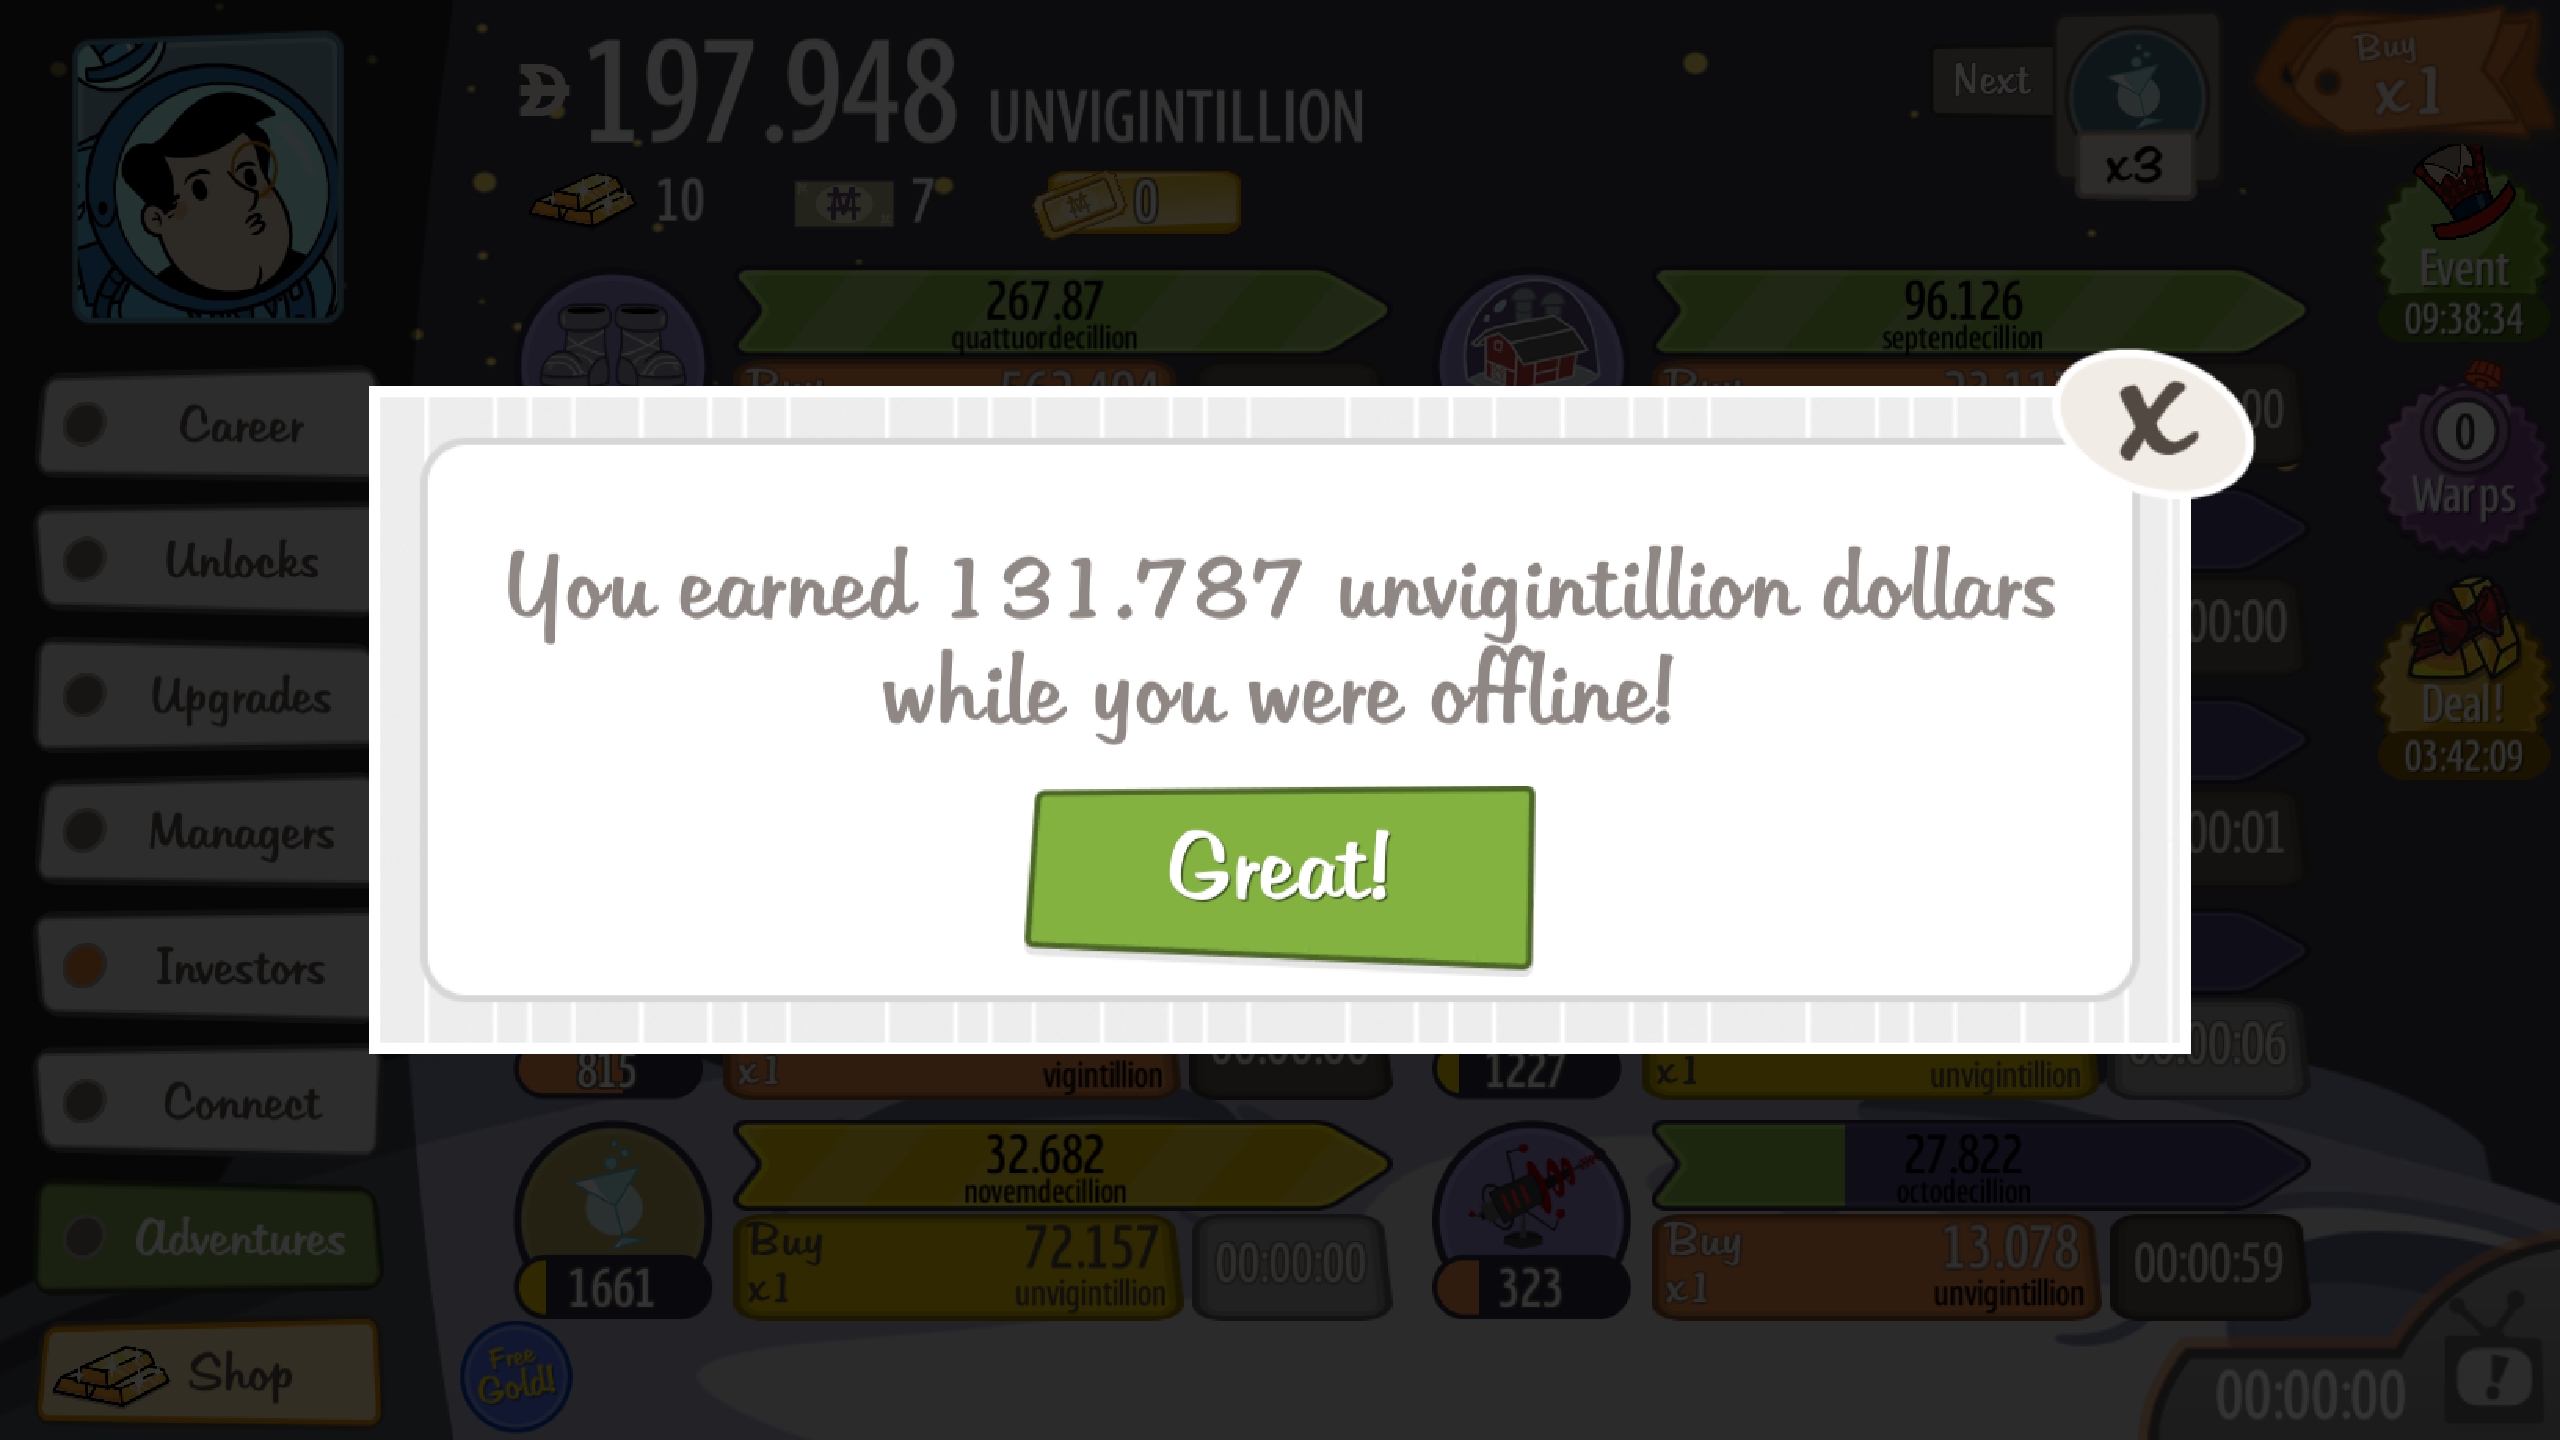 197.948 UNVIGINTILLION
Next
x3
Buy
x1
10
7
0
Event
09:38:34
267.87
quattuordecillion
96.126
septendecillion
Career
Unlocks
Upgrades
Managers
Investors
Connect
Adventures
Shop
X
0
Warps
Deal!
03:42:09
You earned 131.787 unvigintillion dollars
while you were offline!
Great!
00:00
00:01
00:06
815
x1
vigintillion
1227
x1
unvigintillion
32.682
novemdecillion
Buy 72.157
x1 unvigintillion
00:00:00
1661
27.822
octodecillion
Buy 13.078
x1 unvigintillion
00:00:59
323
Free
Gold!
00:00:00
!